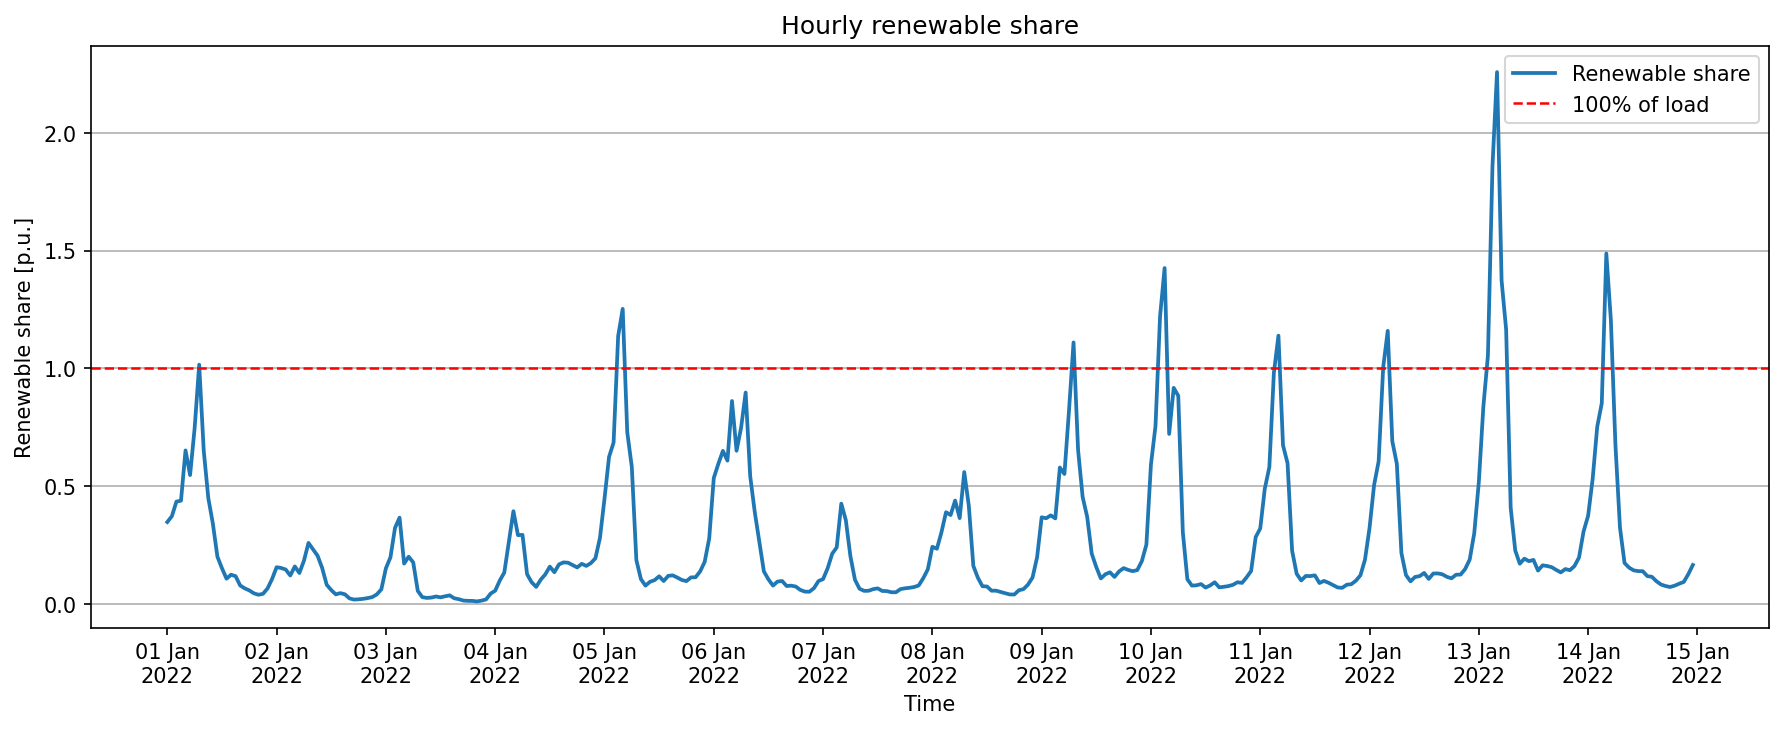 Hourly renewable share
Renewable share
100% of load
Renewable share [p.u.]
2.0
1.5
1.0
0.5
0.0
01 Jan 02 Jan 03 Jan 04 Jan 05 Jan 06 Jan 07 Jan 08 Jan 09 Jan 10 Jan 11 Jan 12 Jan 13 Jan 14 Jan 15 Jan
2022 2022 2022 2022 2022 2022 2022 2022 2022 2022 2022 2022 2022 2022 2022
Time